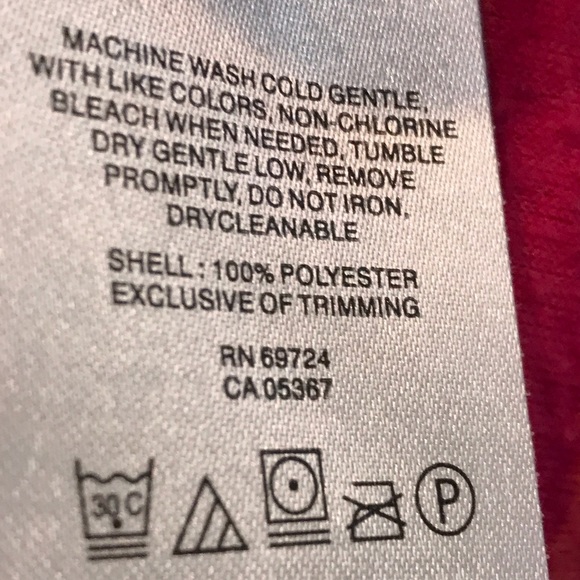 MACHINE WASH COLD GENTLE,
WITH LIKE COLORS, NON-CHLORINE
BLEACH WHEN NEEDED, TUMBLE
DRY GENTLE LOW, REMOVE
PROMPTLY, DO NOT IRON,
DRYCLEANABLE
SHELL : 100% POLYESTER
EXCLUSIVE OF TRIMMING
RN 69724
CA 05367
30 C P